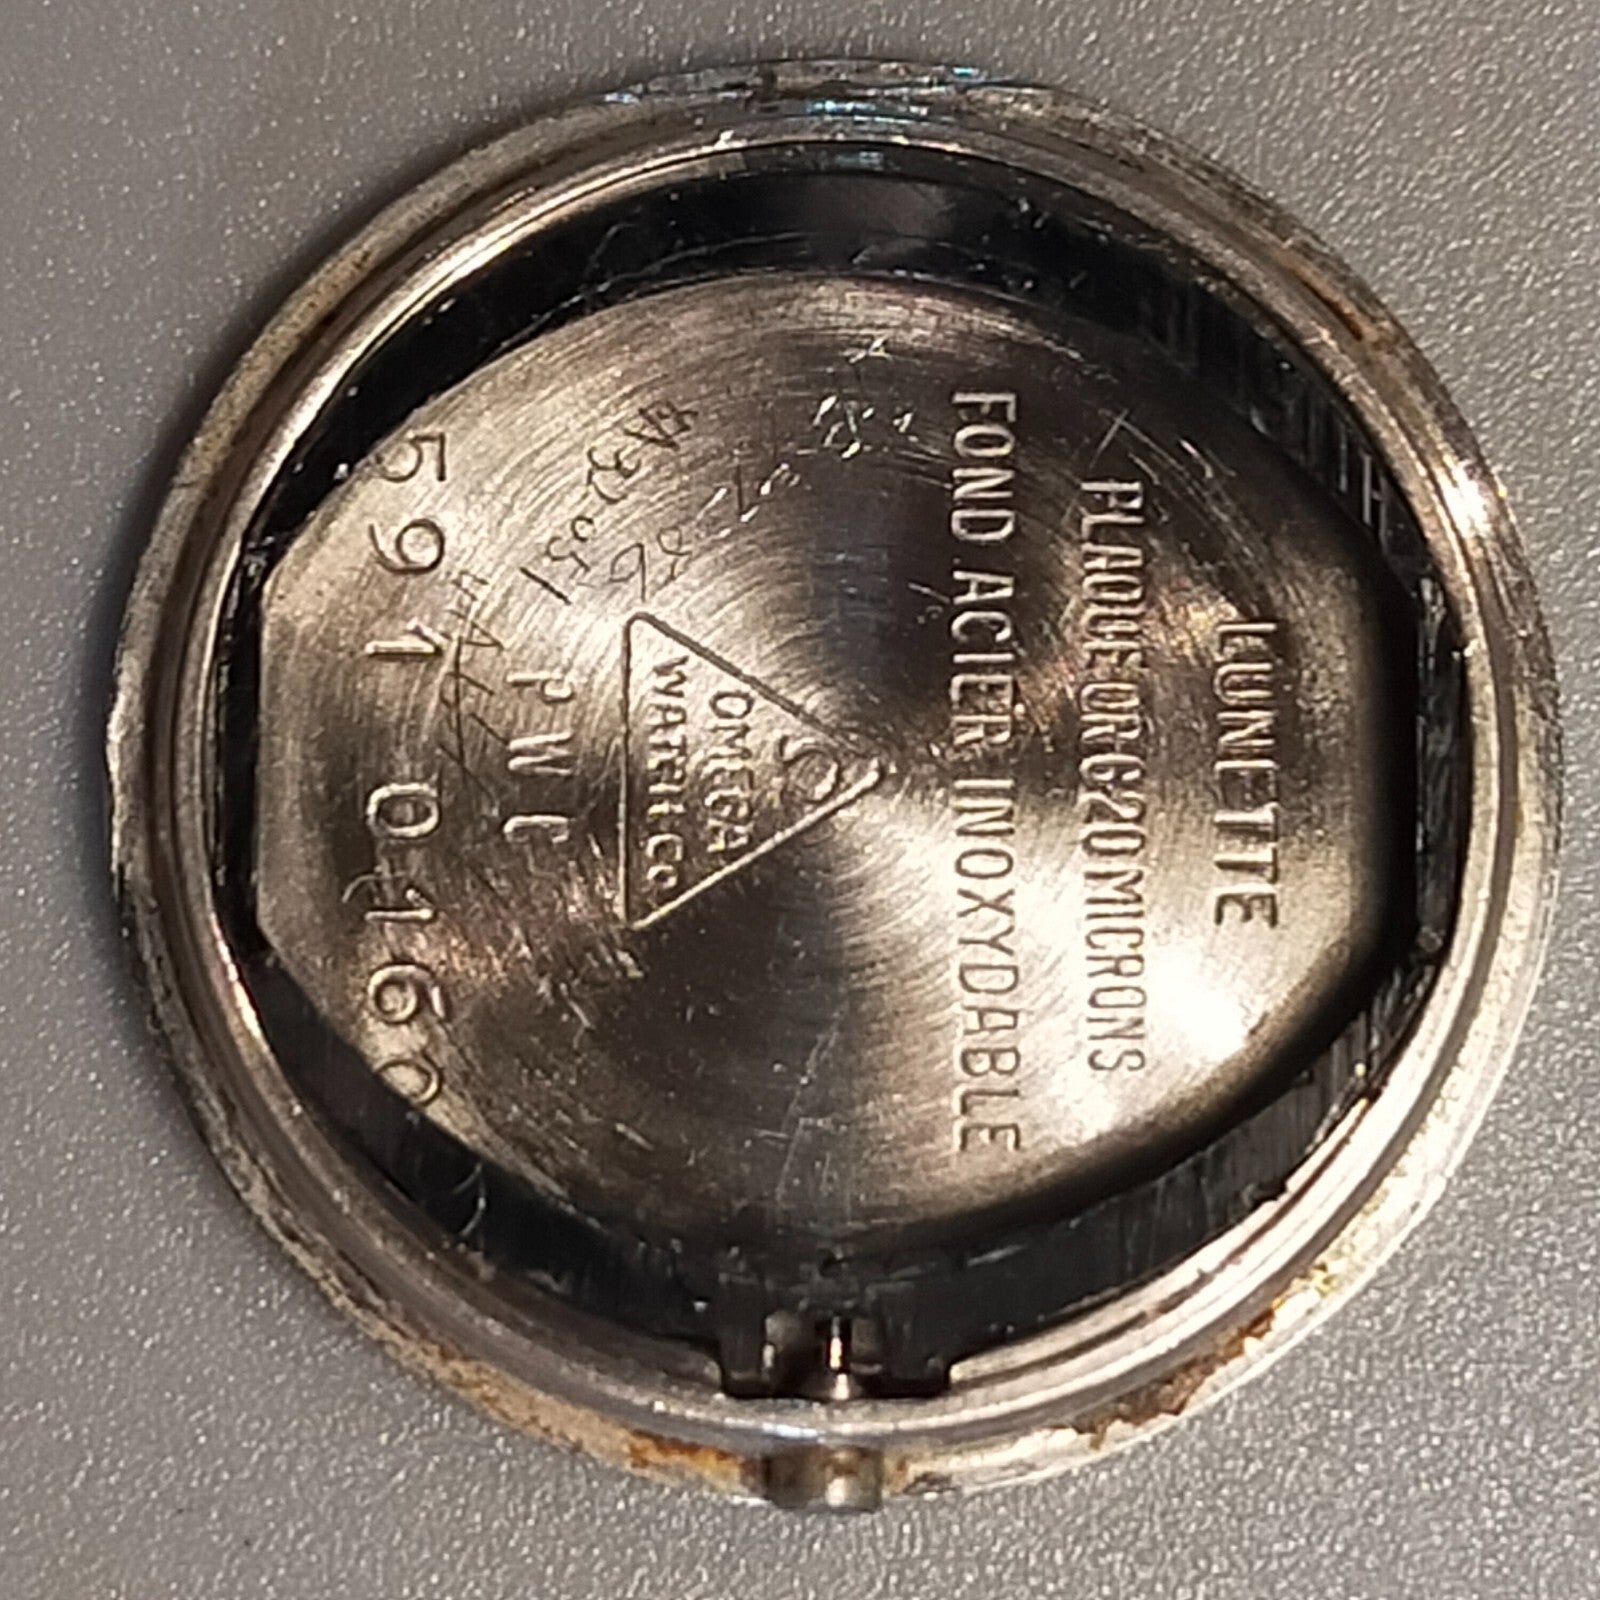 LUNETTE
PLAQUE OR G 20 MICRONS
FOND ACIER INOXYDABLE
Ω
OMEGA
WATCH Co
PWC
591 0160